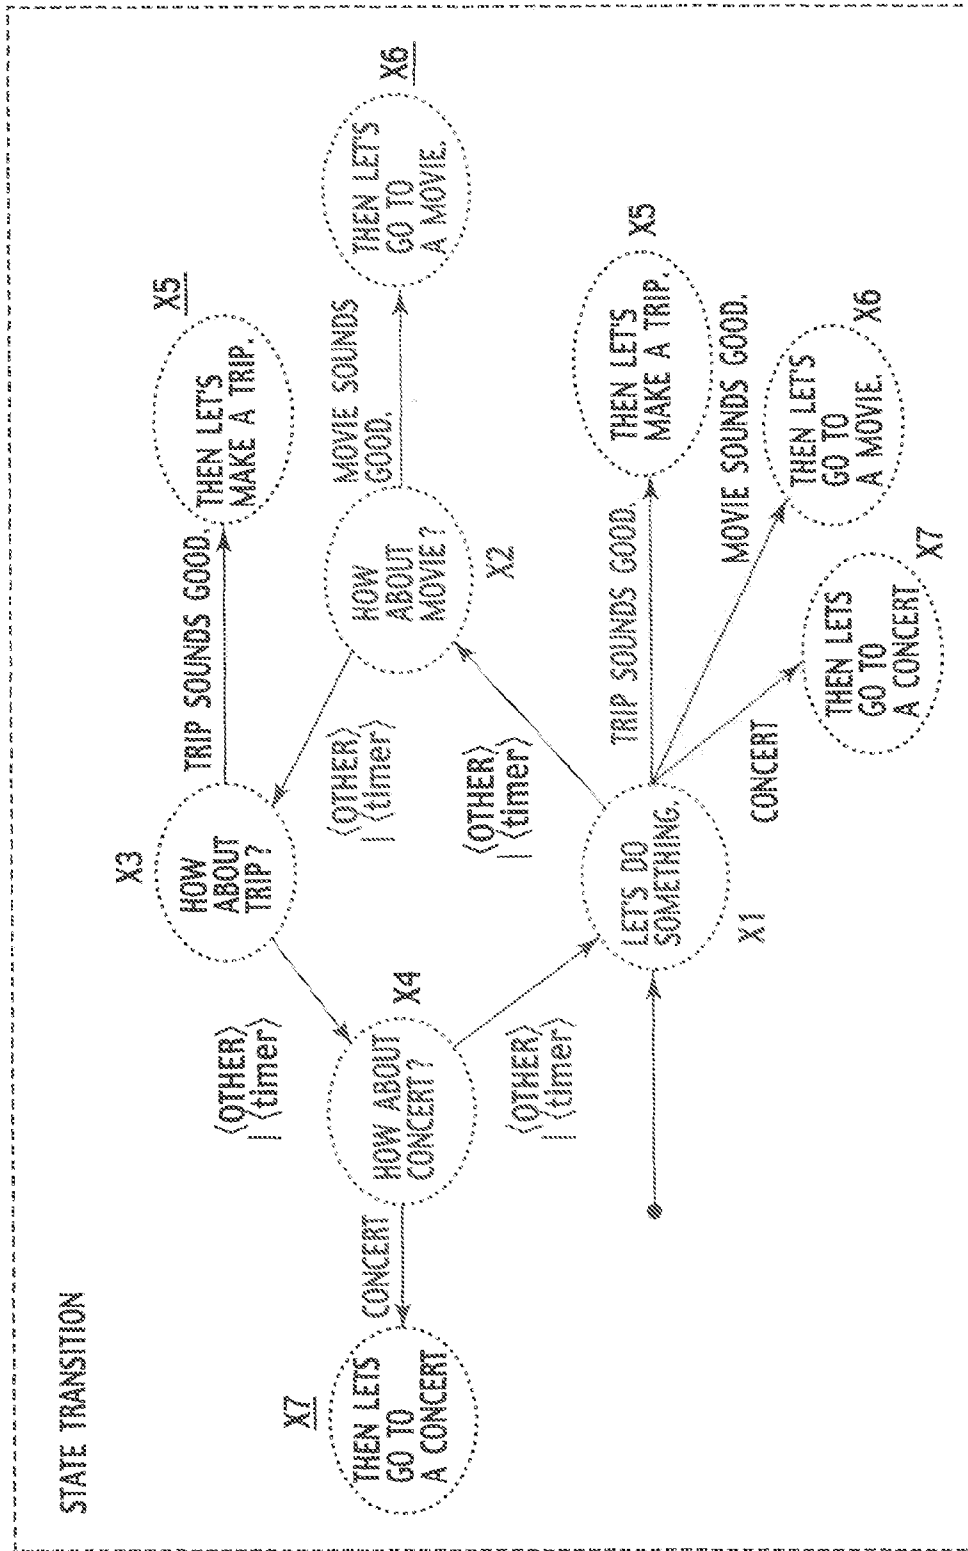 STATE TRANSITION
X3
X5
HOW
ABOUT
TRIP?
TRIP SOUNDS GOOD.
THEN LET'S
MAKE A TRIP.
⟨OTHER⟩
| ⟨timer⟩
X7
THEN LETS
GO TO
A CONCERT
CONCERT
HOW ABOUT
CONCERT?
X4
⟨OTHER⟩
| ⟨timer⟩
HOW
ABOUT
MOVIE?
X2
MOVIE SOUNDS
GOOD.
THEN LET'S
GO TO
A MOVIE.
X6
⟨OTHER⟩
| ⟨timer⟩
⟨OTHER⟩
| ⟨timer⟩
LET'S DO
SOMETHING.
X1
TRIP SOUNDS GOOD.
THEN LET'S
MAKE A TRIP.
X5
MOVIE SOUNDS GOOD.
THEN LET'S
GO TO
A MOVIE.
X6
CONCERT
THEN LETS
GO TO
A CONCERT
X7